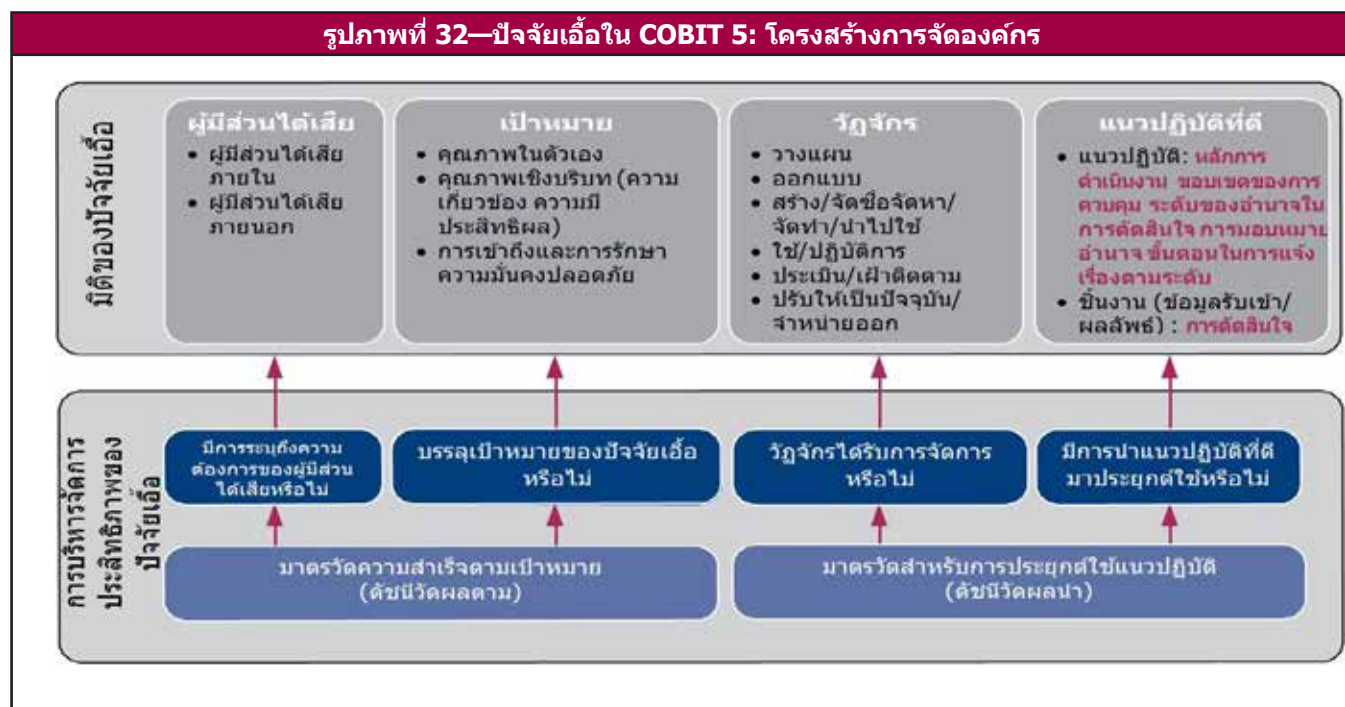 รูปภาพที่ 32—ปัจจัยเอื้อใน COBIT 5: โครงสร้างการจัดองค์กร
มิติของปัจจัยเอื้อ
ผู้มีส่วนได้เสีย
• ผู้มีส่วนได้เสีย
ภายใน
• ผู้มีส่วนได้เสีย
ภายนอก
เป้าหมาย
• คุณภาพในตัวเอง
• คุณภาพเชิงบริบท (ความ
เกี่ยวข้อง ความมี
ประสิทธิผล)
• การเข้าถึงและการรักษา
ความมั่นคงปลอดภัย
วัฏจักร
• วางแผน
• ออกแบบ
• สร้าง/จัดซื้อจัดหา/
จัดทำ/นำไปใช้
• ใช้/ปฏิบัติการ
• ประเมิน/เฝ้าติดตาม
• ปรับให้เป็นปัจจุบัน/
จำหน่ายออก
แนวปฏิบัติที่ดี
• แนวปฏิบัติ: หลักการ
ดำเนินงาน ขอบเขตของการ
ควบคุม ระดับของอำนาจใน
การตัดสินใจ การมอบหมาย
อำนาจ ขั้นตอนในการแจ้ง
เรื่องตามระดับ
• ชิ้นงาน (ข้อมูลรับเข้า/
ผลลัพธ์) : การตัดสินใจ
การบริหารจัดการ
ประสิทธิภาพของ
ปัจจัยเอื้อ
มีการระบุถึงความ
ต้องการของผู้มีส่วน
ได้เสียหรือไม่
บรรลุเป้าหมายของปัจจัยเอื้อ
หรือไม่
วัฏจักรได้รับการจัดการ
หรือไม่
มีการนำแนวปฏิบัติที่ดี
มาประยุกต์ใช้หรือไม่
มาตรวัดความสำเร็จตามเป้าหมาย
(ดัชนีวัดผลตาม)
มาตรวัดสำหรับการประยุกต์ใช้แนวปฏิบัติ
(ดัชนีวัดผลนำ)